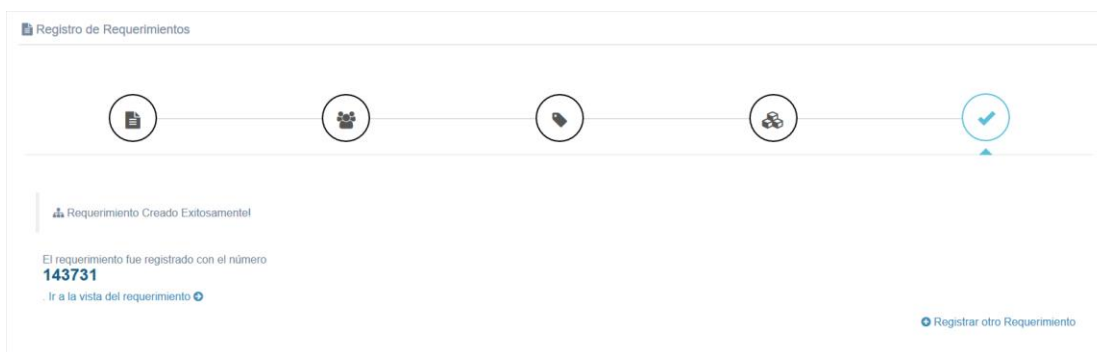 Registro de Requerimientos
Requerimiento Creado Exitosamente!
El requerimiento fue registrado con el número
143731
. Ir a la vista del requerimiento
Registrar otro Requerimiento